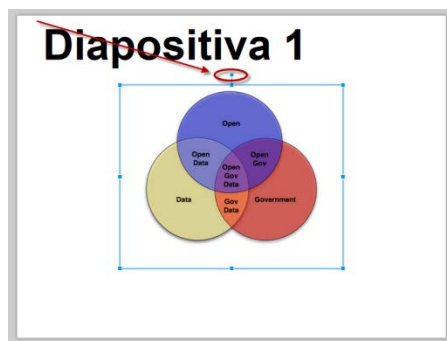 Diapositiva 1
Open
Open
Data
Open
Gov
Open
Gov
Data
Data
Gov
Data
Government